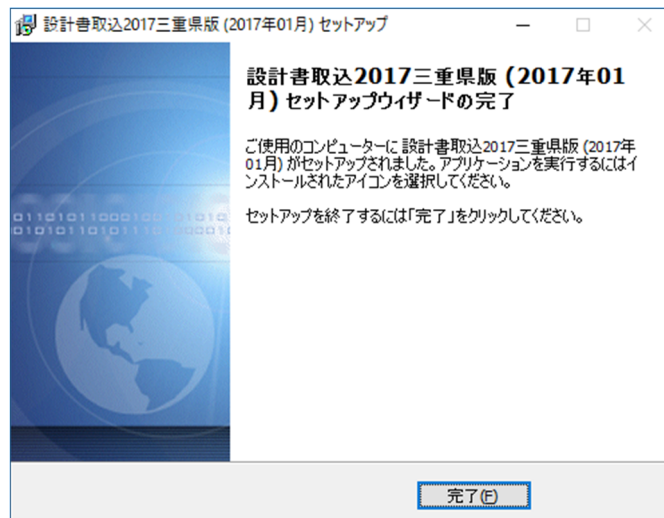 設計書取込2017三重県版 (2017年01月) セットアップ
設計書取込2017三重県版 (2017年01
月) セットアップウィザードの完了
ご使用のコンピューターに 設計書取込2017三重県版 (2017年
01月) がセットアップされました。アプリケーションを実行するにはイ
ンストールされたアイコンを選択してください。
セットアップを終了するには「完了」をクリックしてください。
完了(F)